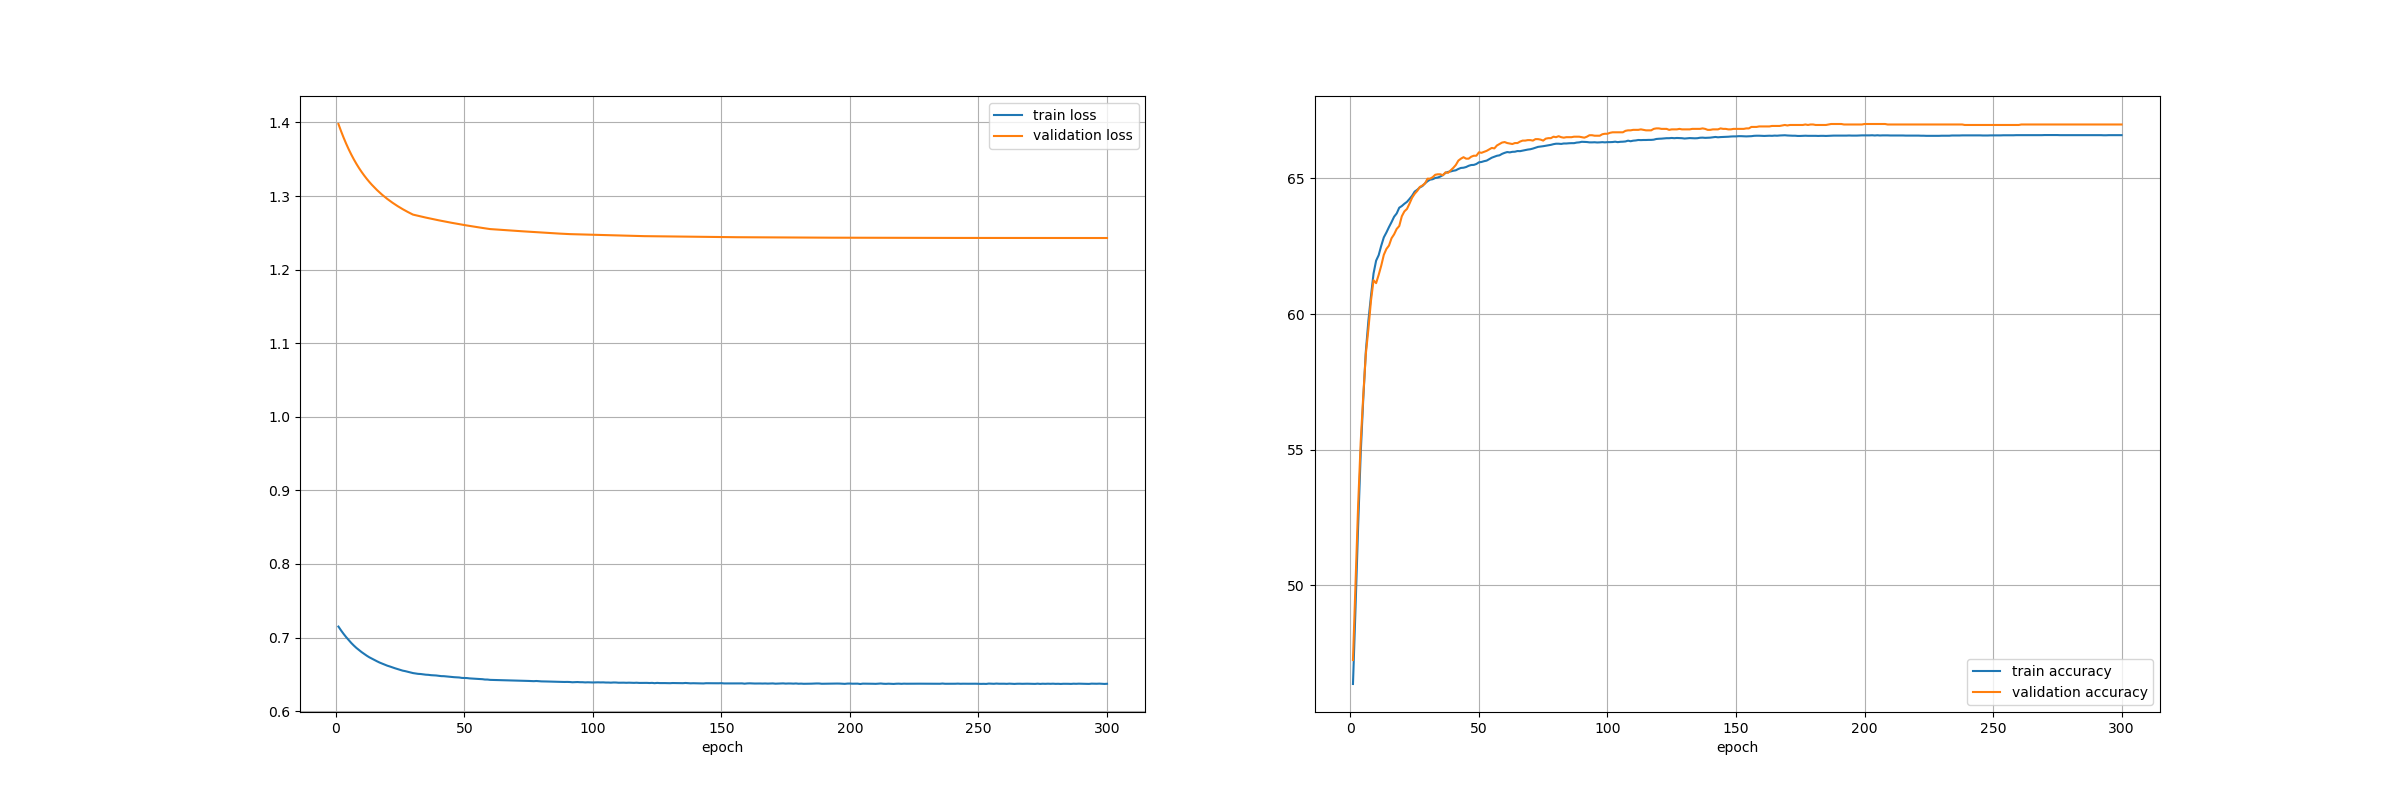 train loss
validation loss
1.4
1.3
1.2
1.1
1.0
0.9
0.8
0.7
0.6
0 50 100 150 200 250 300
epoch
65
60
55
50
train accuracy
validation accuracy
0 50 100 150 200 250 300
epoch